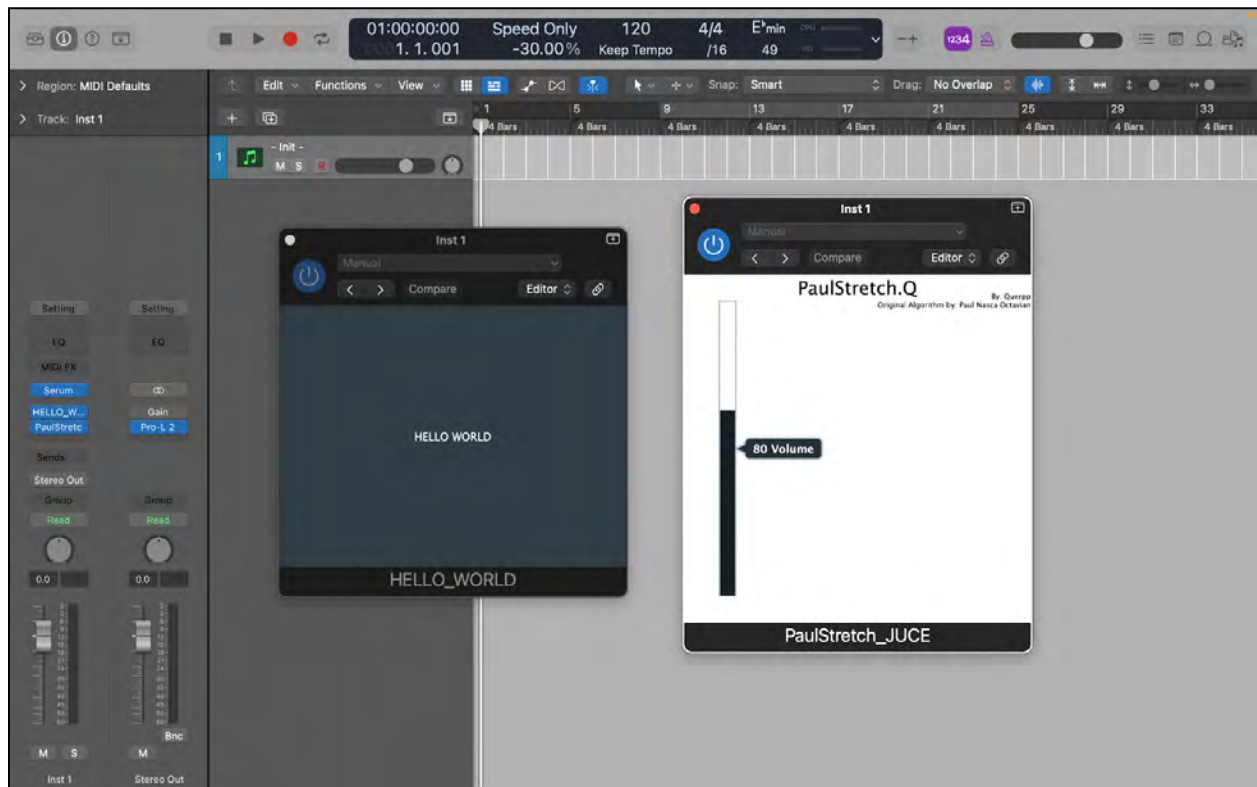 01:00:00:00 Speed Only 120 4/4 E♭min
1. 1. 001 -30.00% Keep Tempo /16 49
1234
Region: MIDI Defaults
Edit Functions View Snap: Smart Drag: No Overlap
Track: Inst 1
1 5 9 13 17 21 25 29 33
4 Bars 4 Bars 4 Bars 4 Bars 4 Bars 4 Bars 4 Bars 4 Bars 4 Bars
1
- Init -
M S R
Inst 1
Manual
Compare Editor
HELLO WORLD
HELLO_WORLD
Inst 1
Manual
Compare Editor
PaulStretch.Q
By: Querpp
Original Algorithm by: Paul Nasca Octavian
80 Volume
PaulStretch_JUCE
Setting Setting
EQ EQ
MIDI FX
Serum
HELLO_W... Gain
PaulStretc Pro-L 2
Sends
Stereo Out
Group Group
Read Read
0.0 0.0
Bnc
M S M
Inst 1 Stereo Out